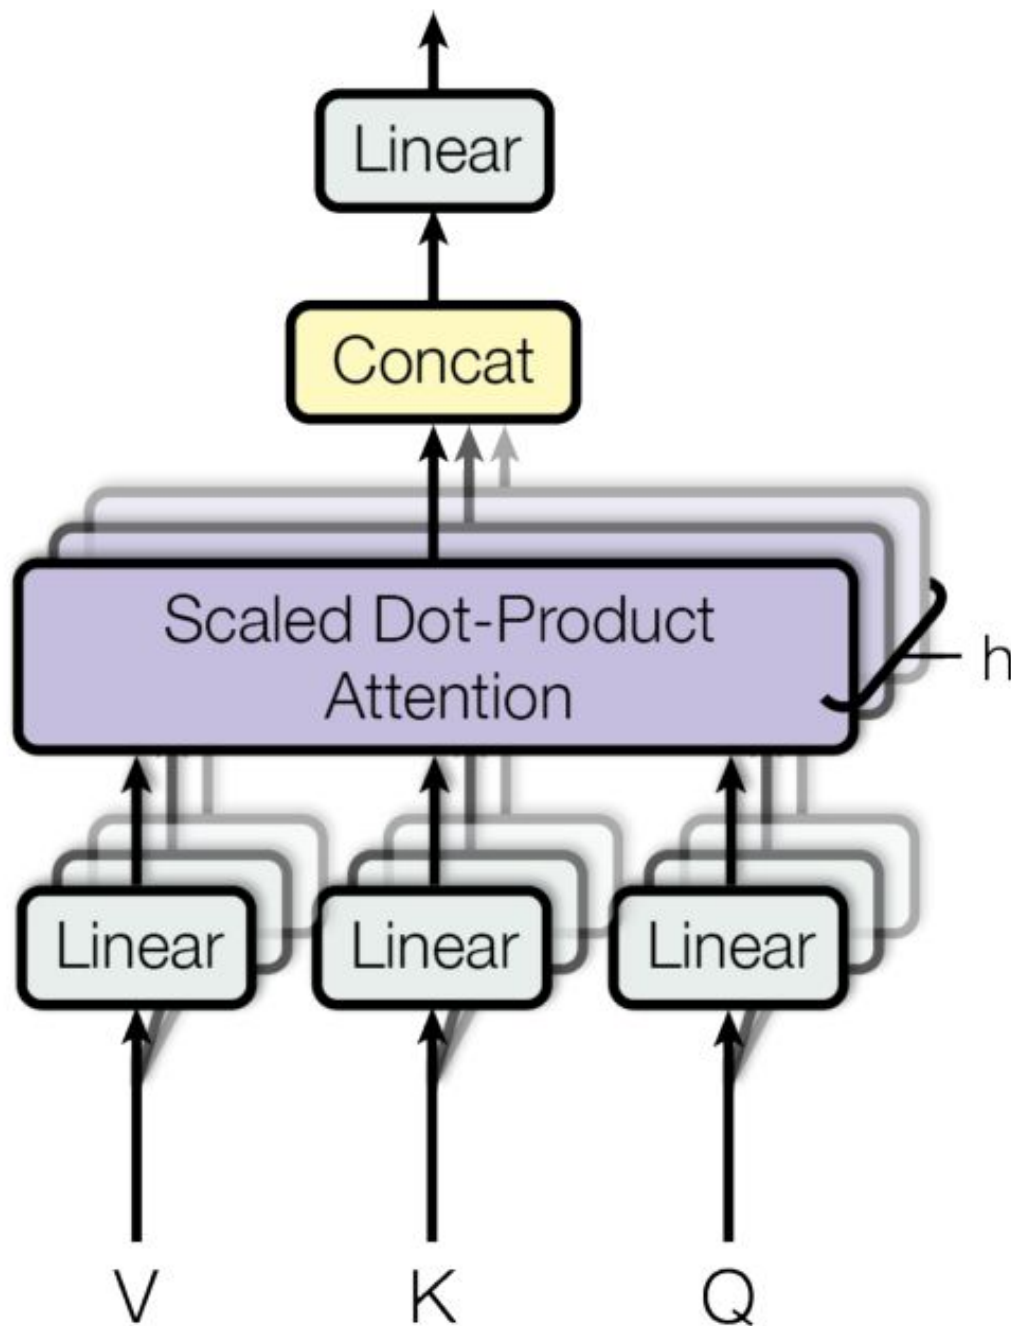 Linear
Concat
Scaled Dot-Product
Attention
h
Linear Linear Linear
V K Q